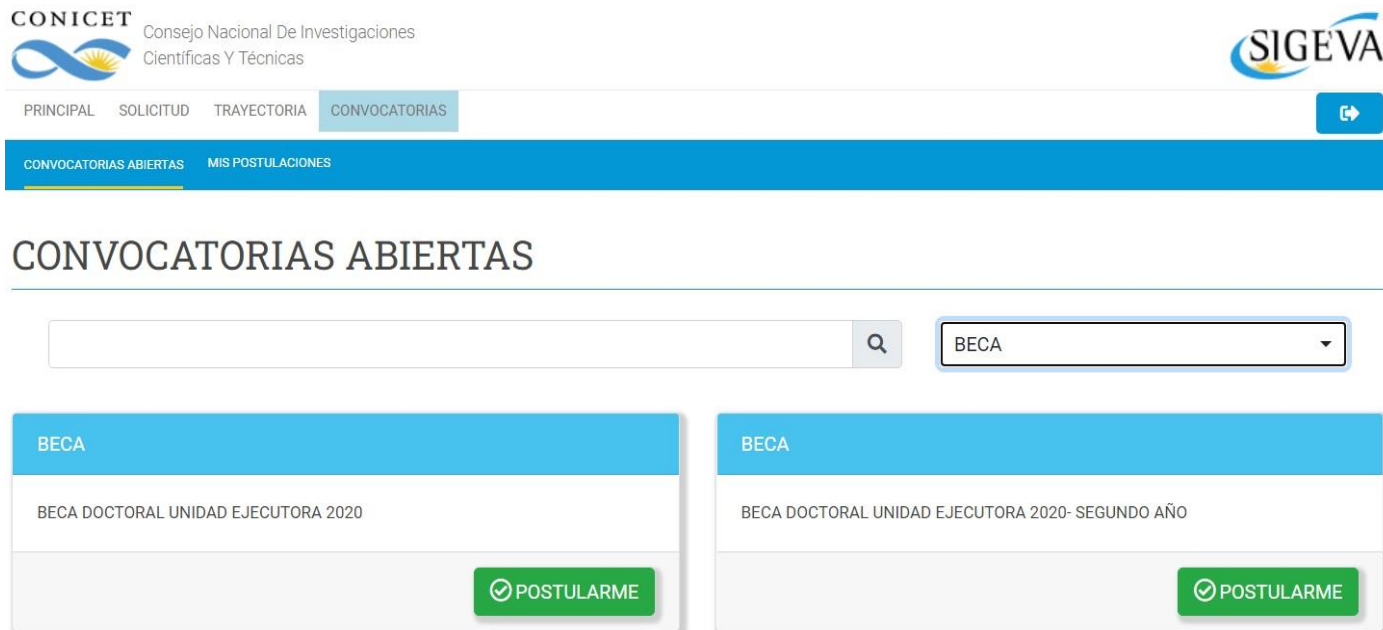 CONICET
Consejo Nacional De Investigaciones
Científicas Y Técnicas
SIGEVA
PRINCIPAL SOLICITUD TRAYECTORIA CONVOCATORIAS
CONVOCATORIAS ABIERTAS MIS POSTULACIONES
CONVOCATORIAS ABIERTAS
BECA
BECA
BECA DOCTORAL UNIDAD EJECUTORA 2020
POSTULARME
BECA
BECA DOCTORAL UNIDAD EJECUTORA 2020- SEGUNDO AÑO
POSTULARME